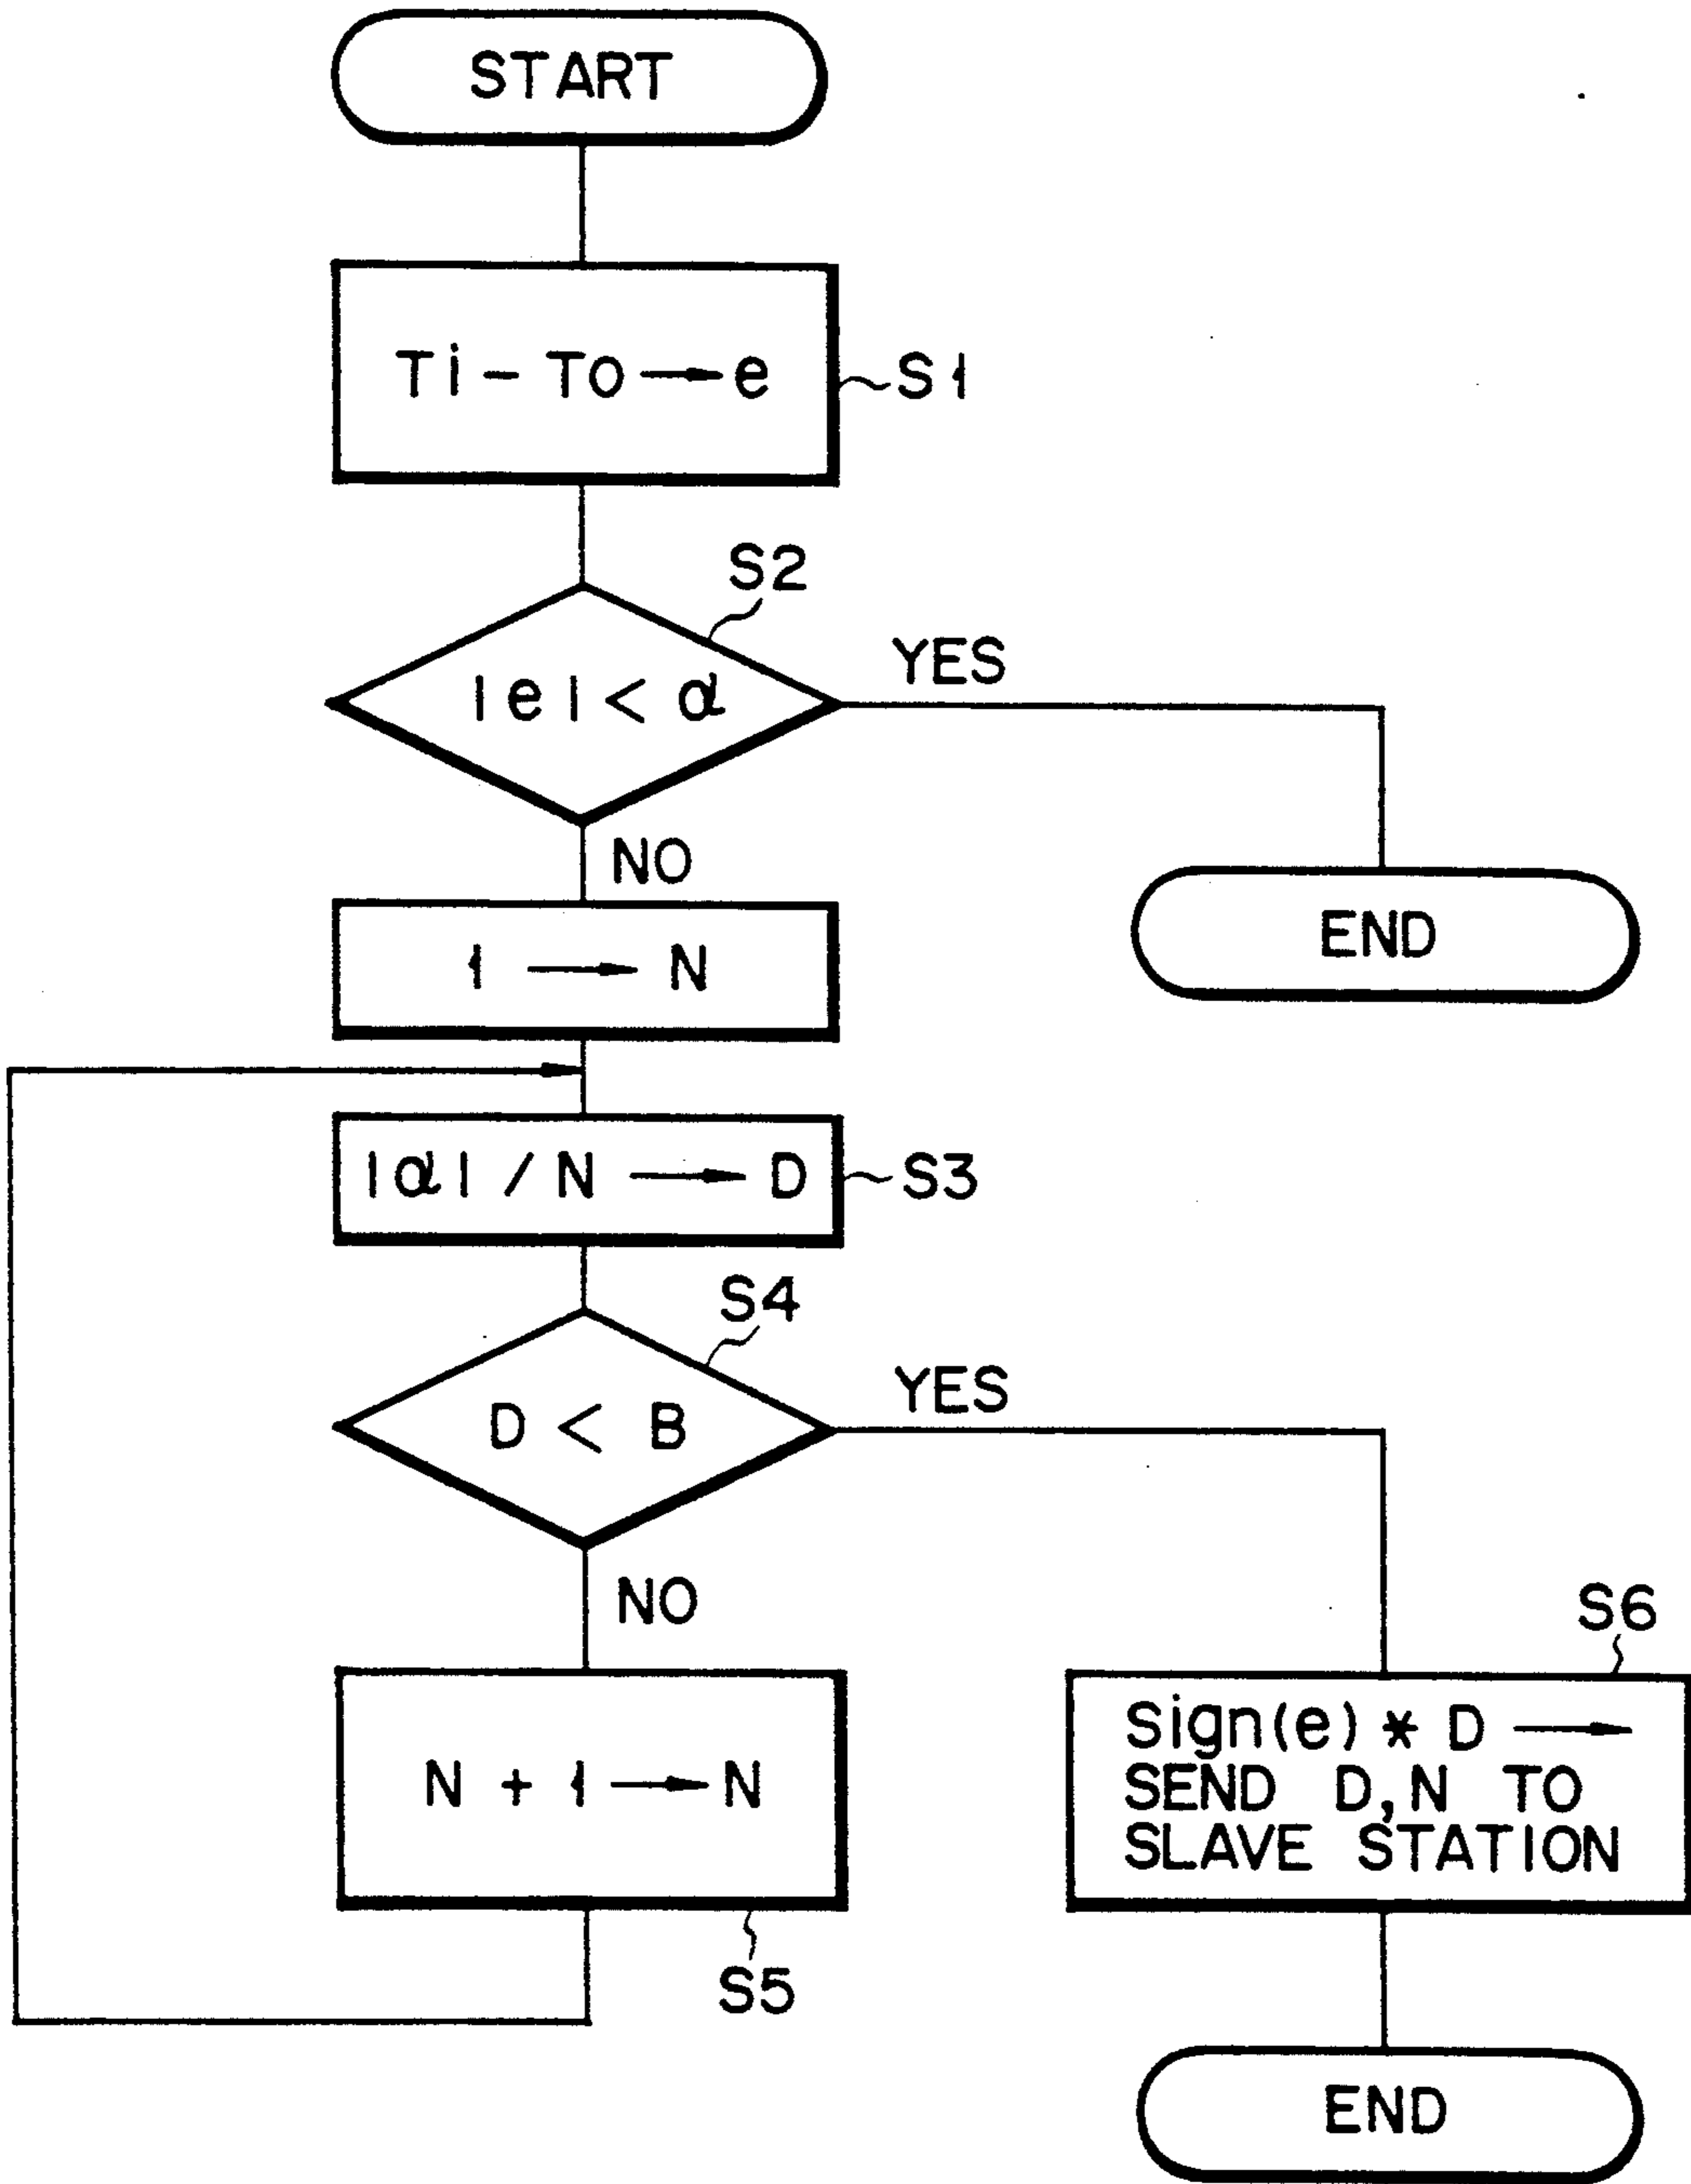 START
Ti - To → e
S1
S2
|e| < α
YES
NO
1 → N
END
|α| / N → D
S3
S4
D < B
YES
NO
N + 1 → N
S5
S6
Sign(e) * D →
SEND D, N TO
SLAVE STATION
END